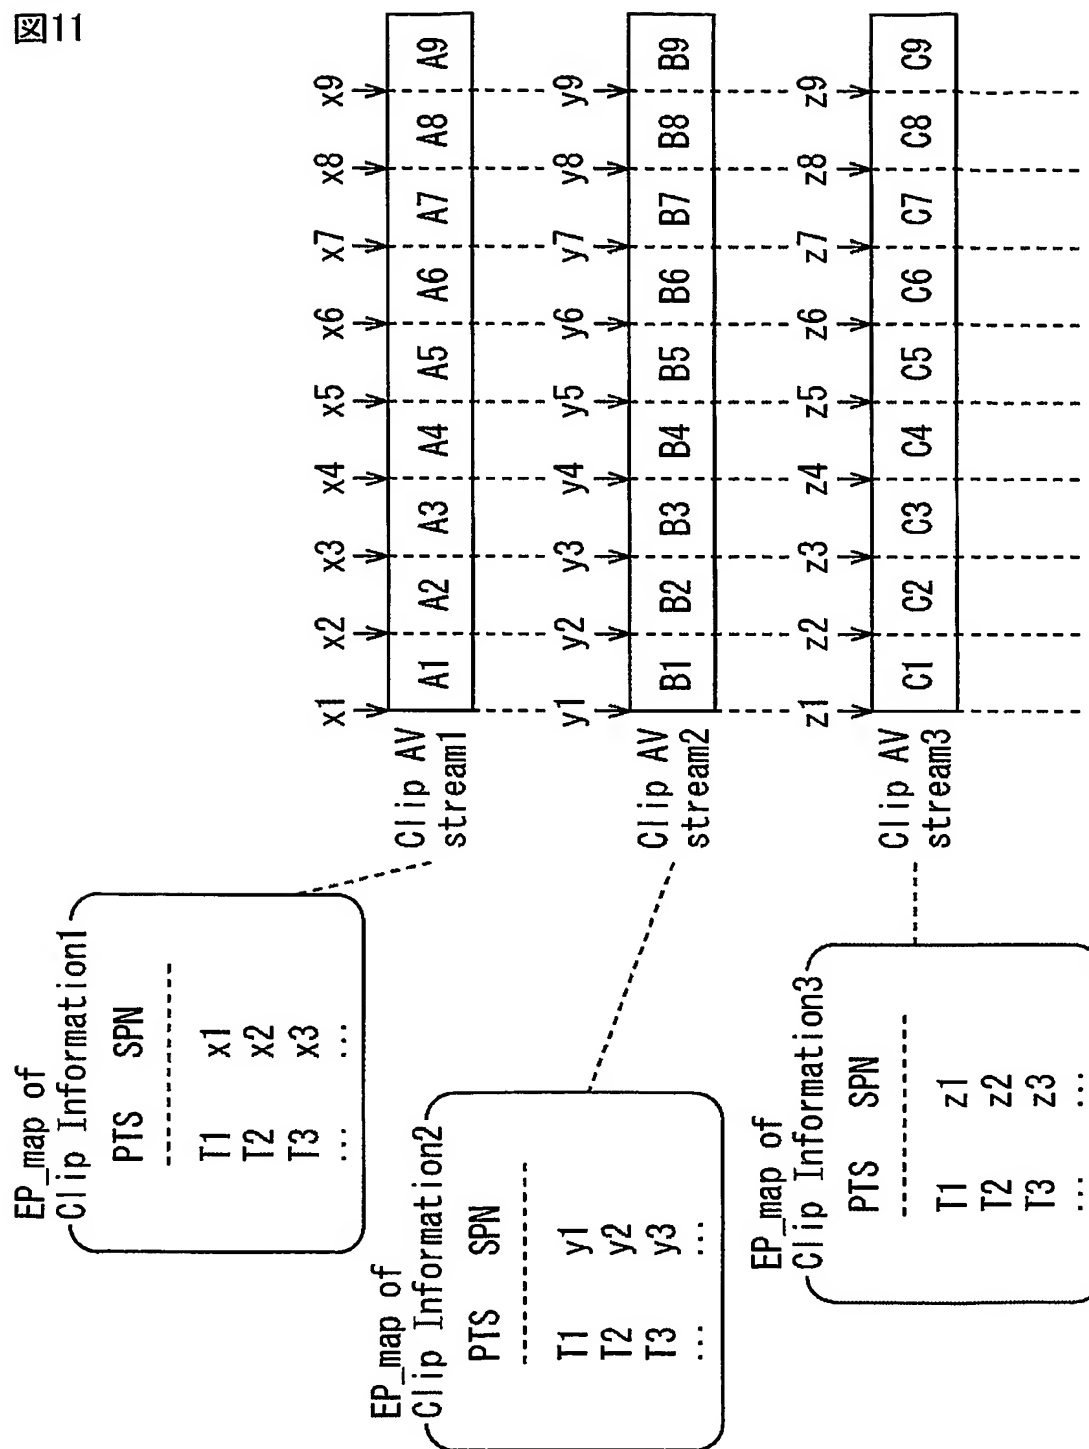 図11
EP_map of
Clip Information1
PTS SPN
T1 x1
T2 x2
T3 x3
...
Clip AV
stream1
x1 x2 x3 x4 x5 x6 x7 x8 x9
A1 A2 A3 A4 A5 A6 A7 A8 A9
EP_map of
Clip Information2
PTS SPN
T1 y1
T2 y2
T3 y3
...
Clip AV
stream2
y1 y2 y3 y4 y5 y6 y7 y8 y9
B1 B2 B3 B4 B5 B6 B7 B8 B9
EP_map of
Clip Information3
PTS SPN
T1 z1
T2 z2
T3 z3
...
Clip AV
stream3
z1 z2 z3 z4 z5 z6 z7 z8 z9
C1 C2 C3 C4 C5 C6 C7 C8 C9